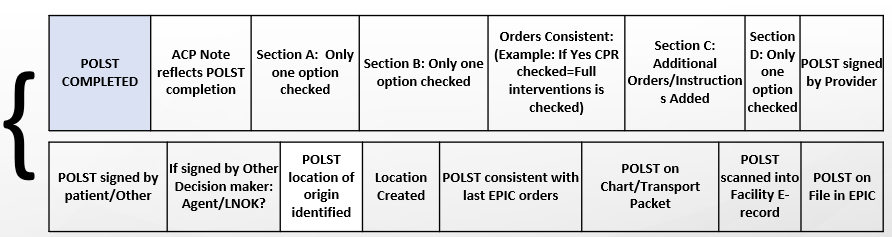 POLST
COMPLETED
ACP Note
reflects POLST
completion
Section A:  Only
one option
checked
Section B: Only one
option checked
Orders Consistent:
(Example: If Yes CPR
checked=Full
interventions is
checked)
Section C:
Additional
Orders/Instruction
s Added
Section
D: Only
one
option
checked
POLST signed
by Provider
POLST signed by
patient/Other
If signed by Other
Decision maker:
Agent/LNOK?
POLST
location of
origin
identified
Location
Created
POLST consistent with
last EPIC orders
POLST on
Chart/Transport
Packet
POLST
scanned into
Facility E-
record
POLST on
File in EPIC